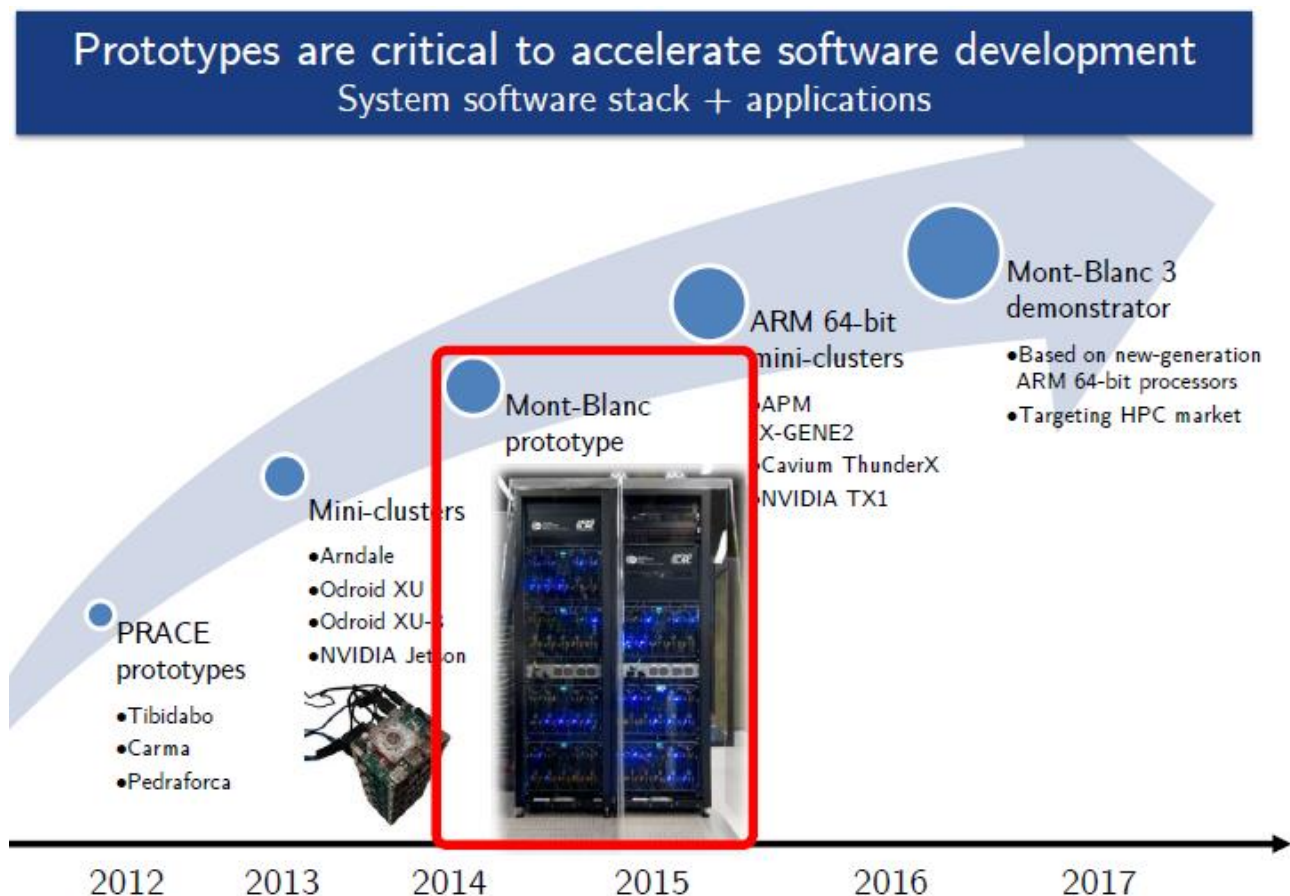 Prototypes are critical to accelerate software development
System software stack + applications
PRACE
prototypes
•Tibidabo
•Carma
•Pedraforca
Mini-clusters
•Arndale
•Odroid XU
•Odroid XU-3
•NVIDIA Jetson
Mont-Blanc
prototype
ARM 64-bit
mini-clusters
•APM
X-GENE2
•Cavium ThunderX
•NVIDIA TX1
Mont-Blanc 3
demonstrator
•Based on new-generation
ARM 64-bit processors
•Targeting HPC market
2012 2013 2014 2015 2016 2017